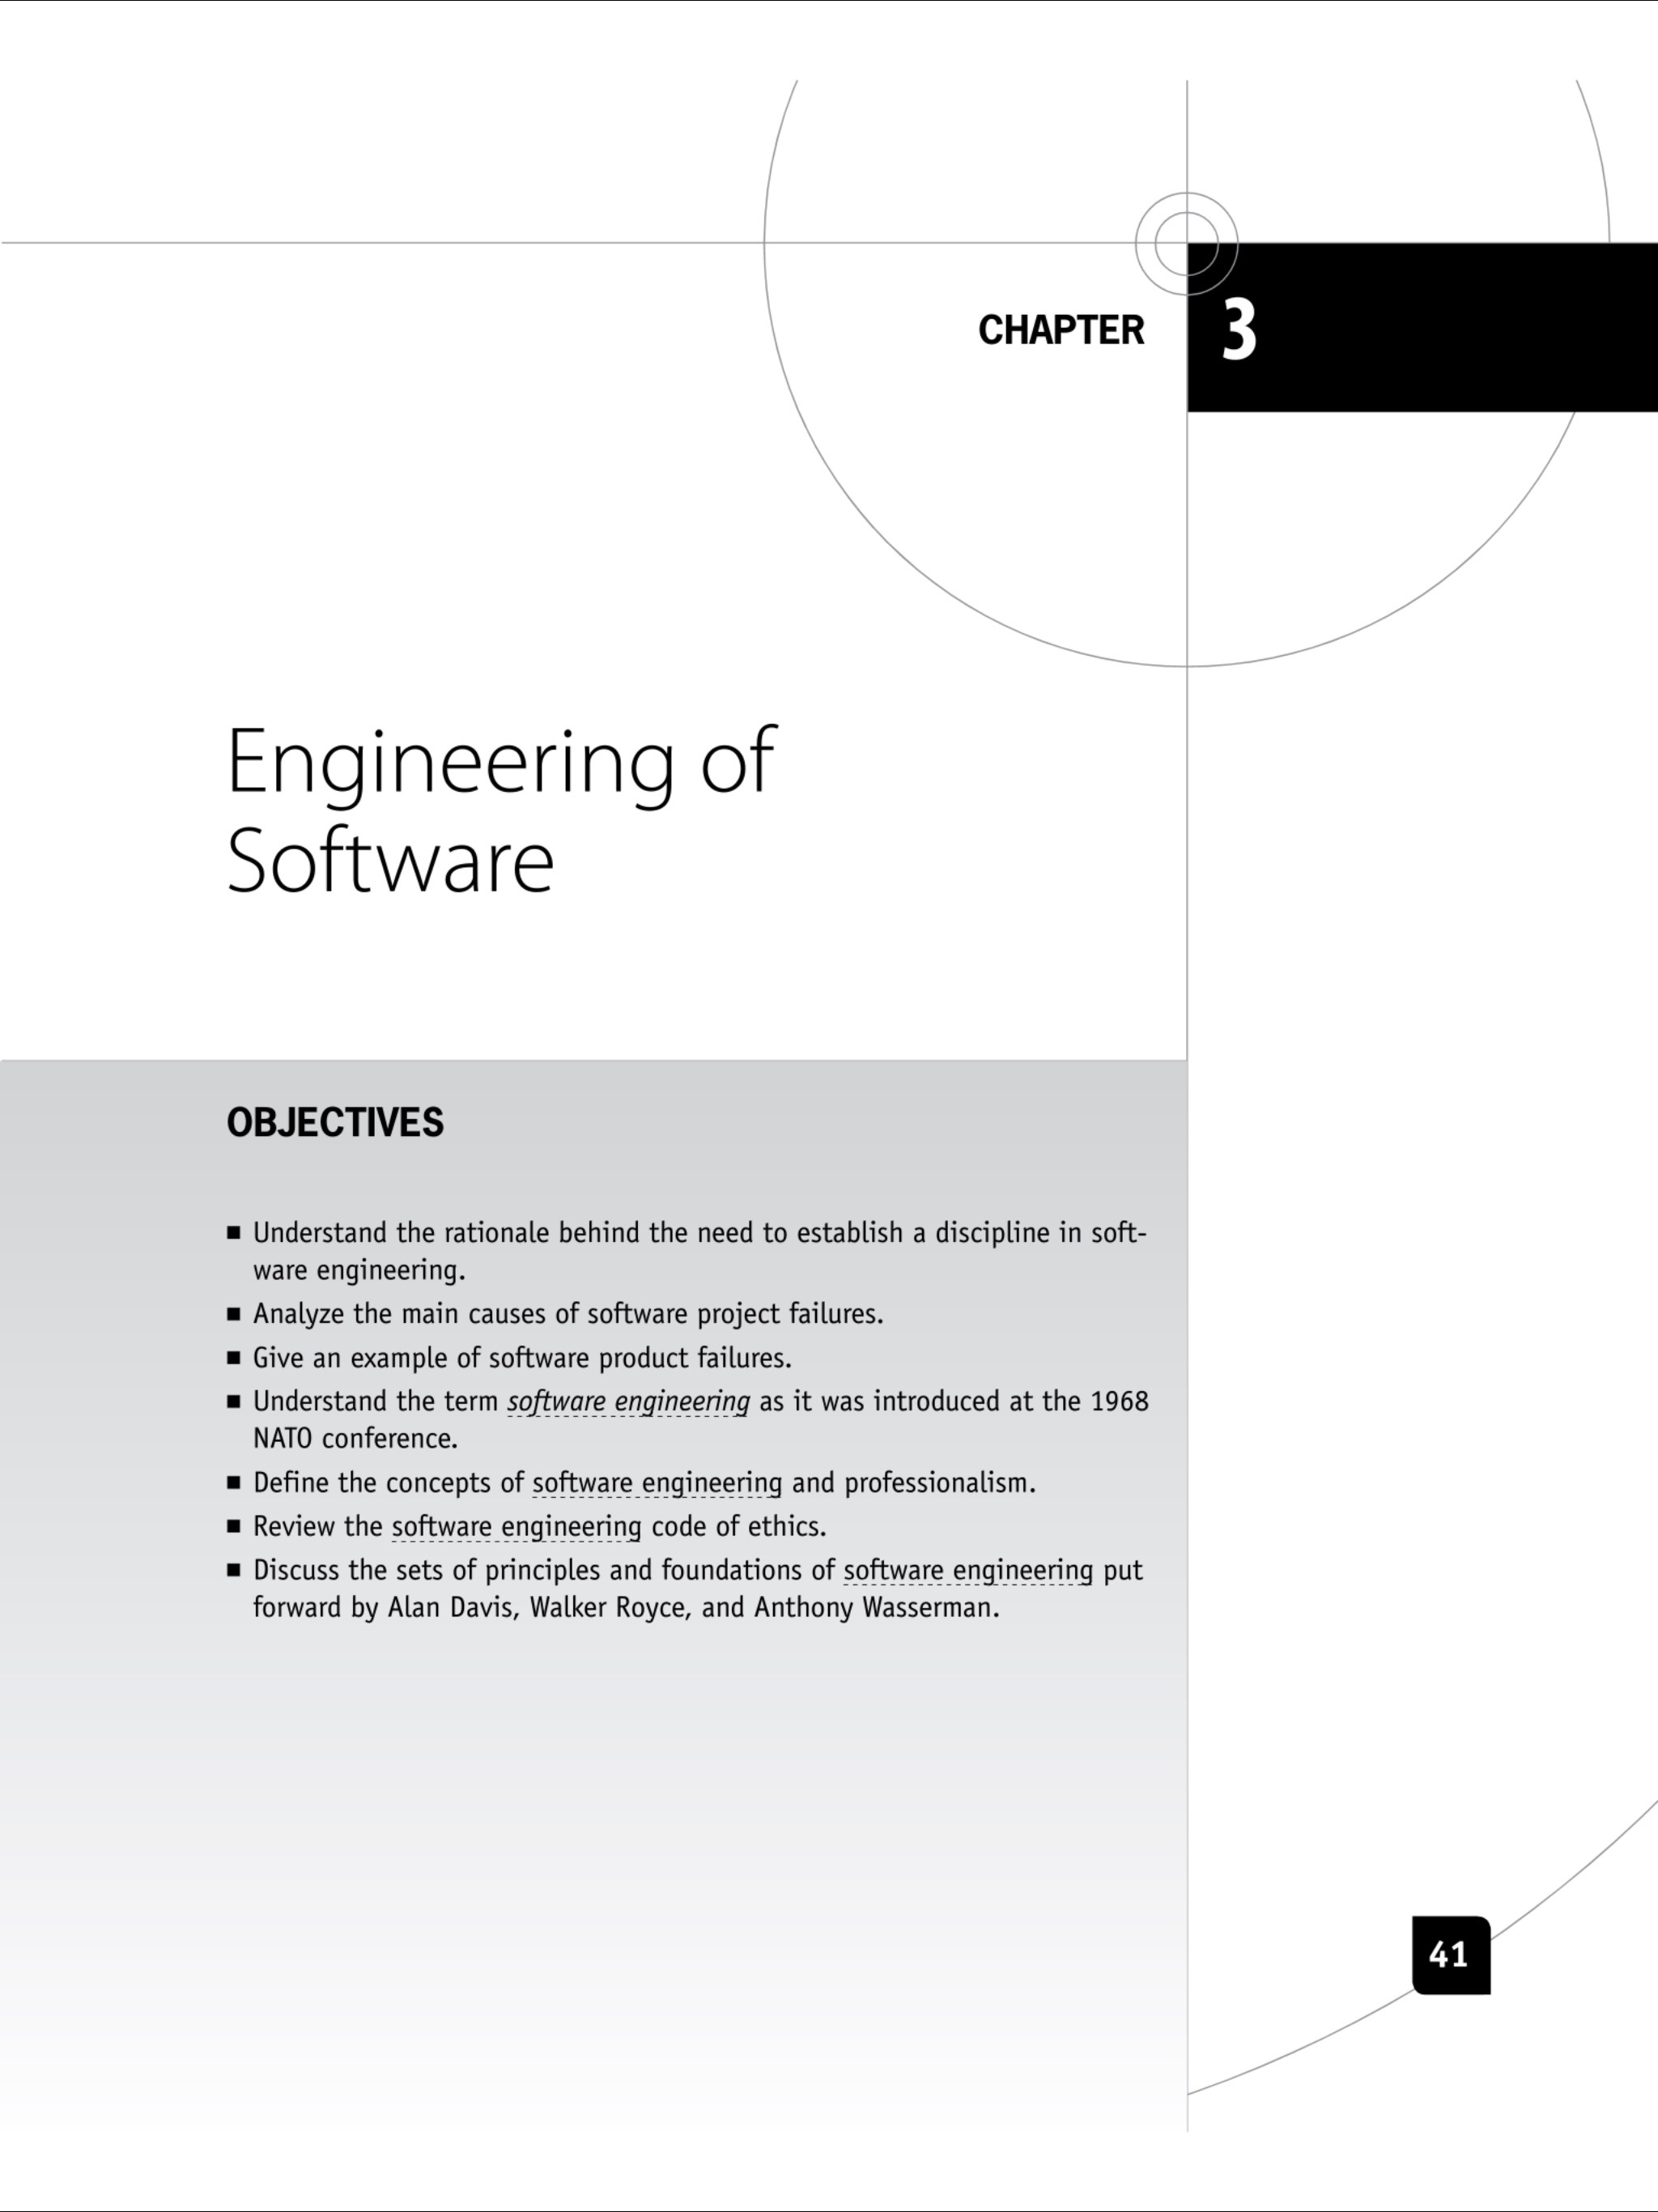 CHAPTER 3
Engineering of
Software
OBJECTIVES
■ Understand the rationale behind the need to establish a discipline in soft-
ware engineering.
■ Analyze the main causes of software project failures.
■ Give an example of software product failures.
■ Understand the term software engineering as it was introduced at the 1968
NATO conference.
■ Define the concepts of software engineering and professionalism.
■ Review the software engineering code of ethics.
■ Discuss the sets of principles and foundations of software engineering put
forward by Alan Davis, Walker Royce, and Anthony Wasserman.
41